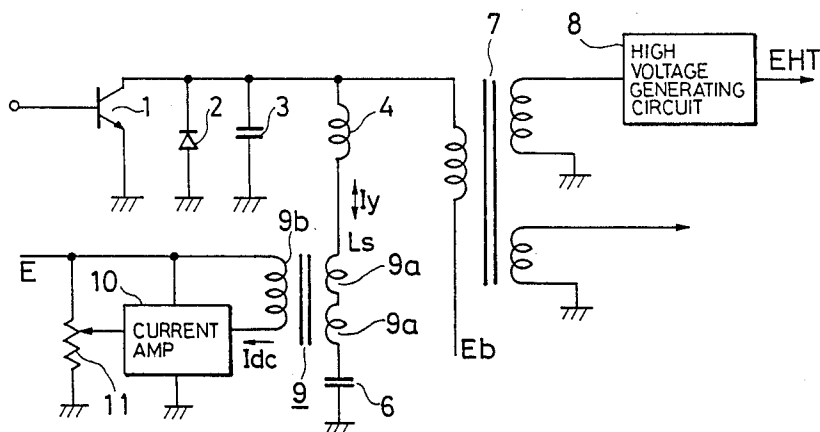 7
8
HIGH
VOLTAGE
GENERATING
CIRCUIT
EHT
1
2
3
4
Iy
9b
Ls
9a
9a
E
10
CURRENT
AMP
Idc
11
9
6
Eb